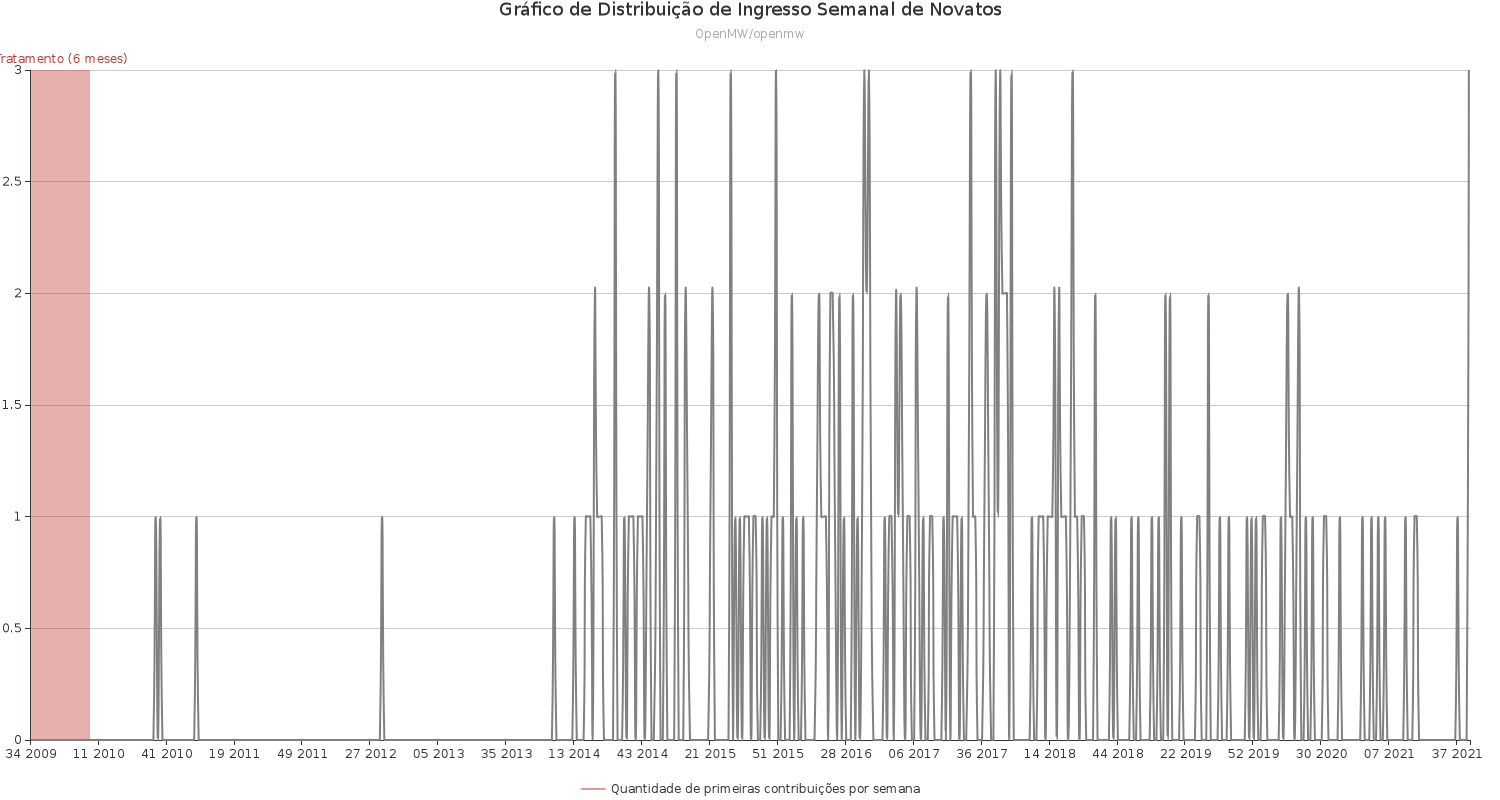 Gráfico de Distribuição de Ingresso Semanal de Novatos
OpenMW/openmw
Tratamento (6 meses)
3
2.5
2
1.5
1
0.5
0
34 2009 11 2010 41 2010 19 2011 49 2011 27 2012 05 2013 35 2013 13 2014 43 2014 21 2015 51 2015 28 2016 06 2017 36 2017 14 2018 44 2018 22 2019 52 2019 30 2020 07 2021 37 2021
Quantidade de primeiras contribuições por semana